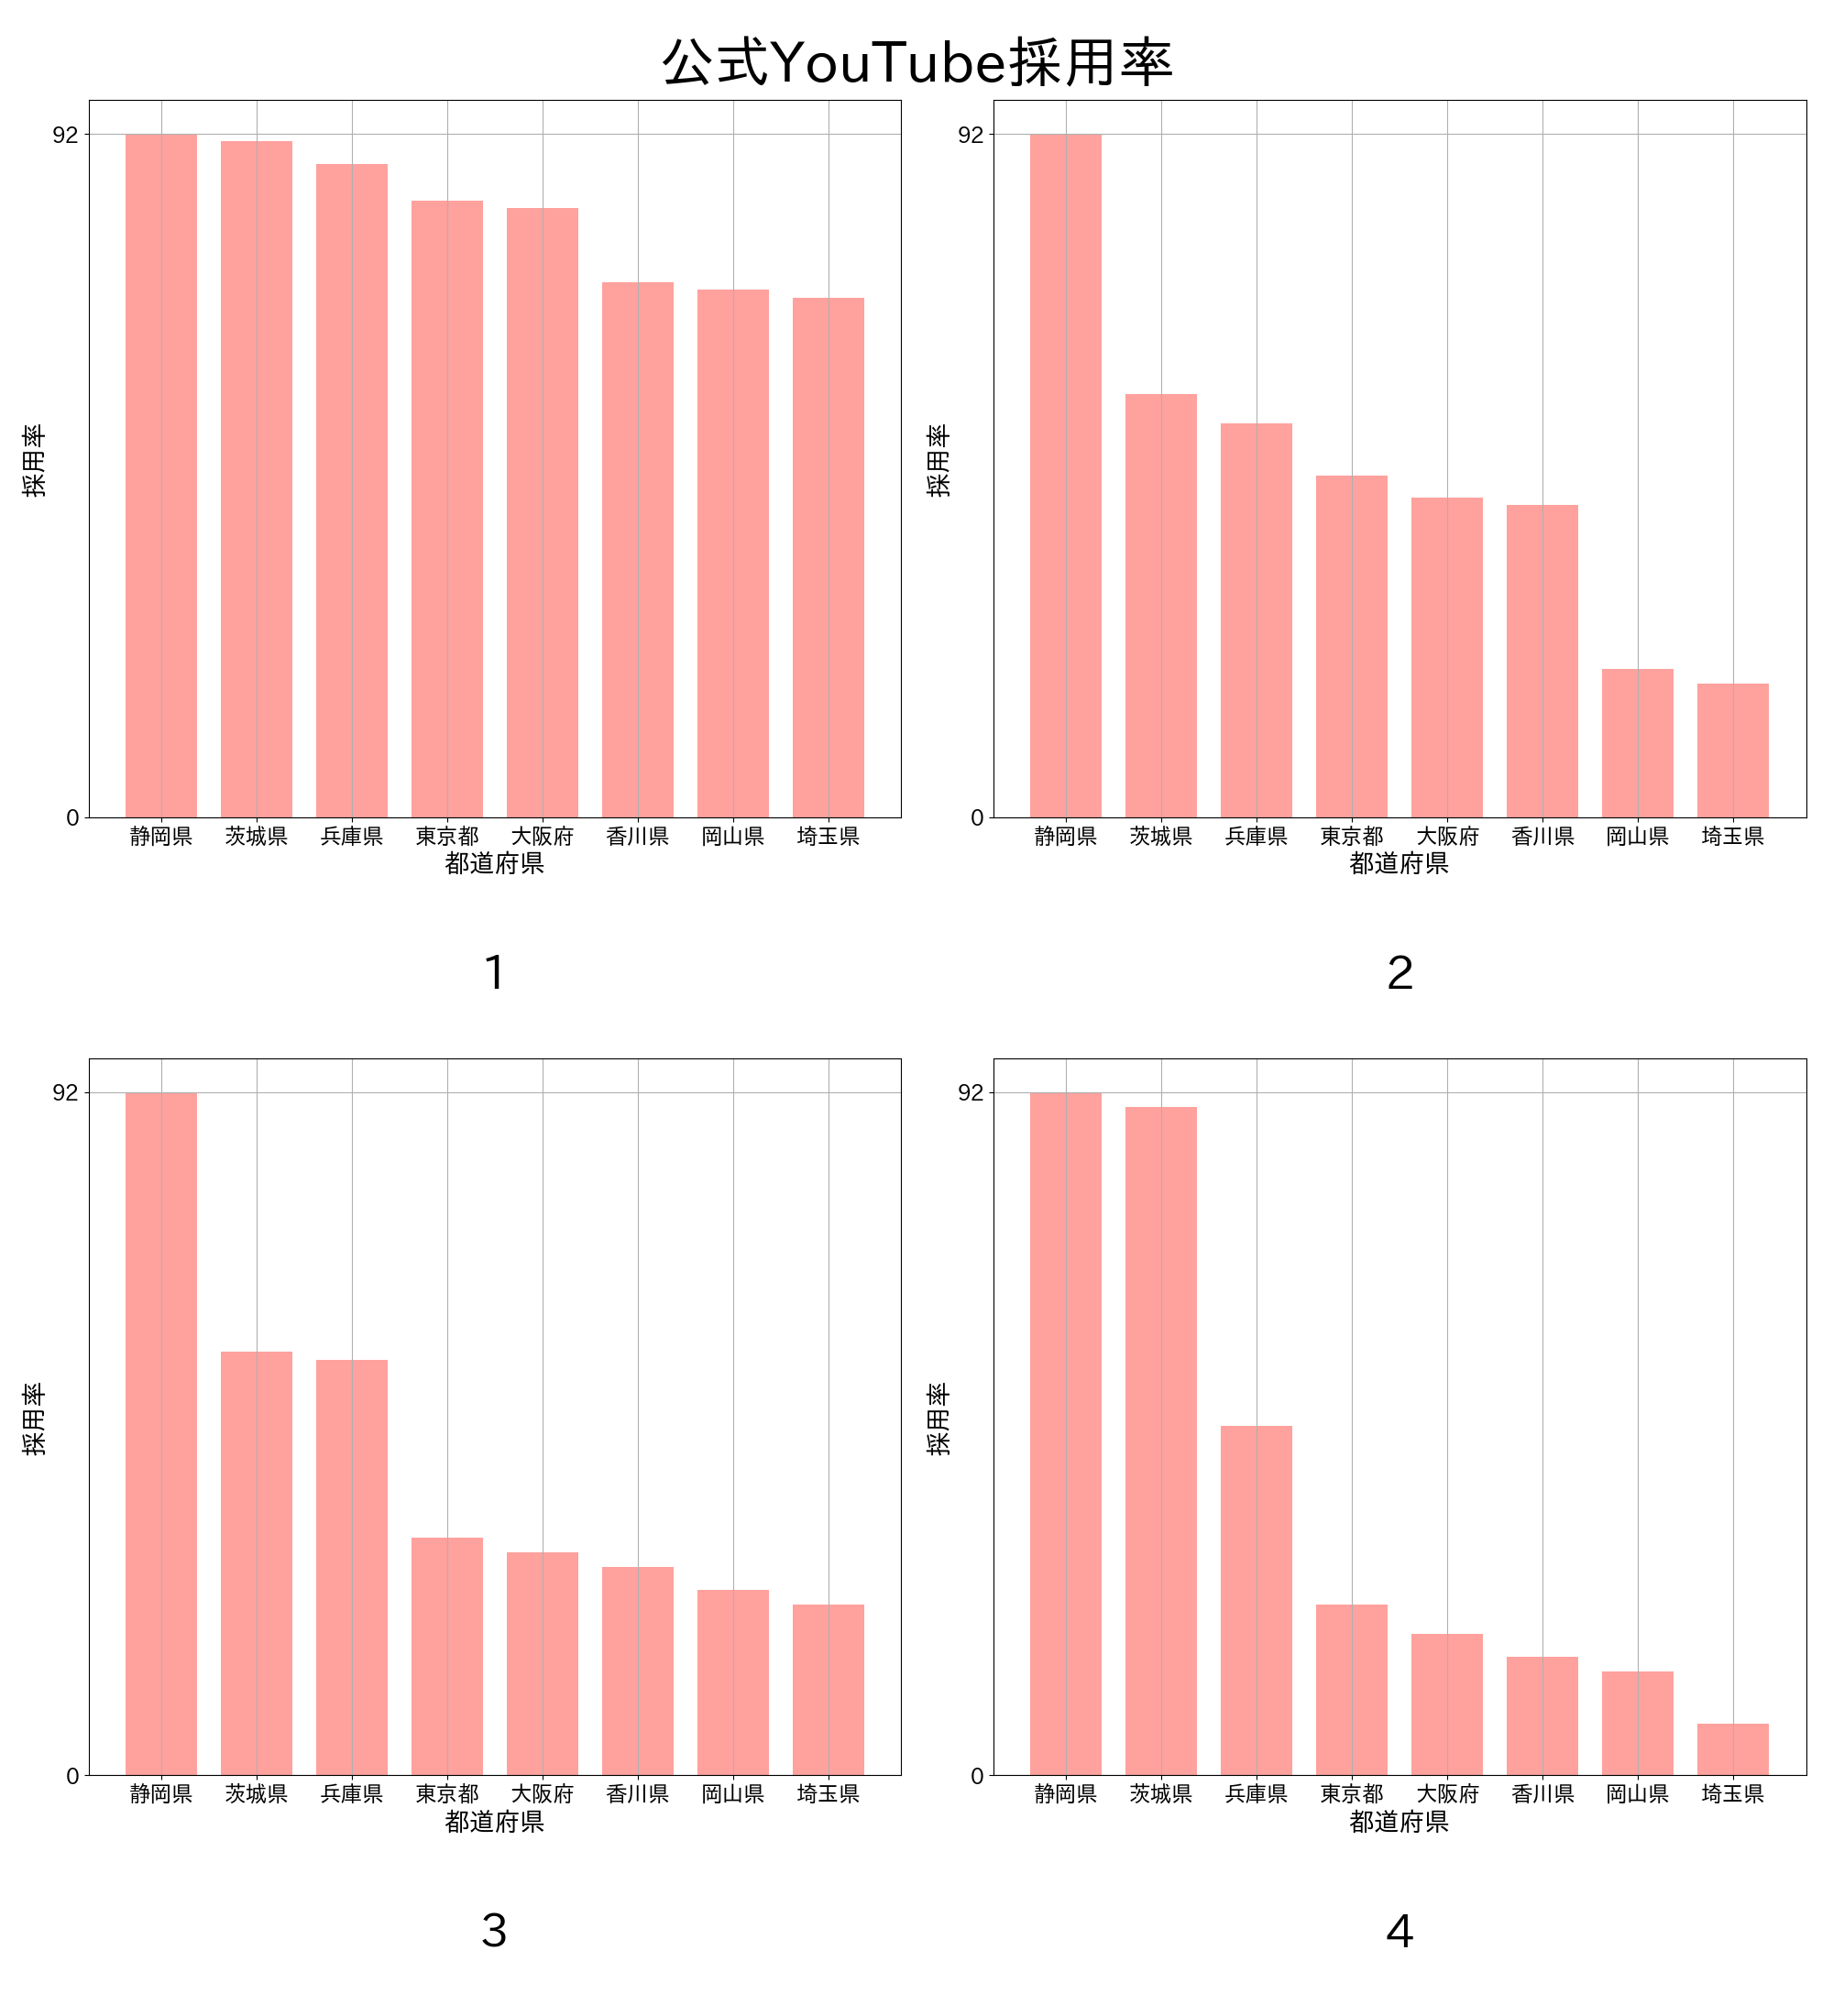 公式YouTube採用率
92
0
採用率
静岡県 茨城県 兵庫県 東京都 大阪府 香川県 岡山県 埼玉県
都道府県
1
92
0
採用率
静岡県 茨城県 兵庫県 東京都 大阪府 香川県 岡山県 埼玉県
都道府県
2
92
0
採用率
静岡県 茨城県 兵庫県 東京都 大阪府 香川県 岡山県 埼玉県
都道府県
3
92
0
採用率
静岡県 茨城県 兵庫県 東京都 大阪府 香川県 岡山県 埼玉県
都道府県
4